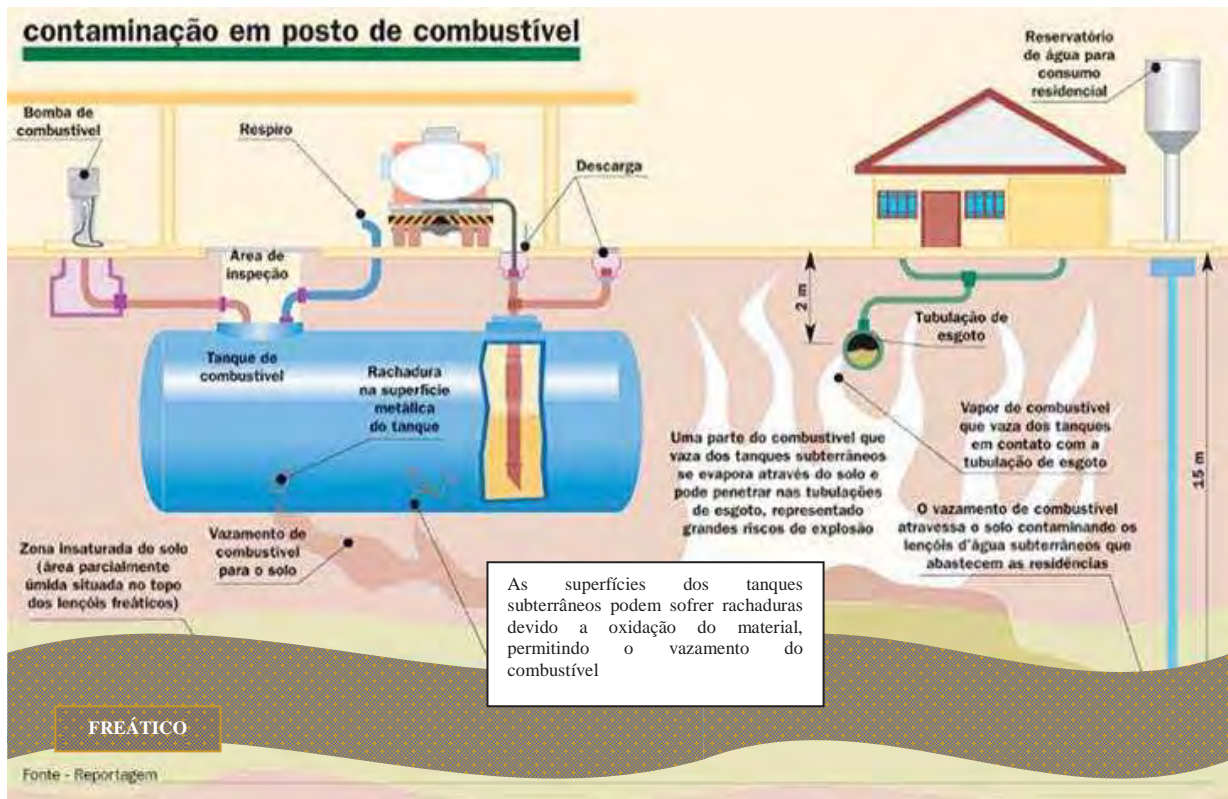 contaminação em posto de combustível
Reservatório
de água para
consumo
residencial
Bomba de
combustível
Respiro
Descarga
Area de
inspeção
2 m
Tubulação de
esgoto
Tanque de
combustível
Rachadura
na superfície
metálica
do tanque
Vapor de combustível
que vaza dos tanques
em contato com a
tubulação de esgoto
15 m
Uma parte do combustível que
vaza dos tanques subterrâneos
se evapora através do solo e
pode penetrar nas tubulações
de esgoto, representado
grandes riscos de explosão
O vazamento de combustível
atravessa o solo contaminando os
lençóis d'água subterrâneos que
abastecem as residências
Vazamento de
combustível
para o solo
Zona insaturada do solo
(área parcialmente
úmida situada no topo
dos lençóis freáticos)
As superfícies dos tanques
subterrâneos podem sofrer rachaduras
devido a oxidação do material,
permitindo o vazamento do
combustível
FREÁTICO
Fonte - Reportagem